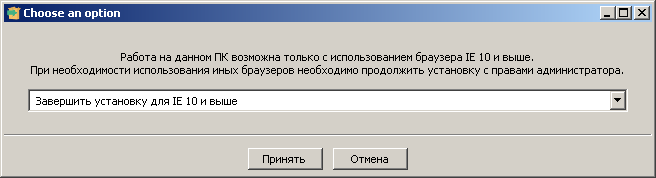 Choose an option
Работа на данном ПК возможна только с использованием браузера IE 10 и выше.
При необходимости использования иных браузеров необходимо продолжить установку с правами администратора.
Завершить установку для IE 10 и выше
Принять
Отмена